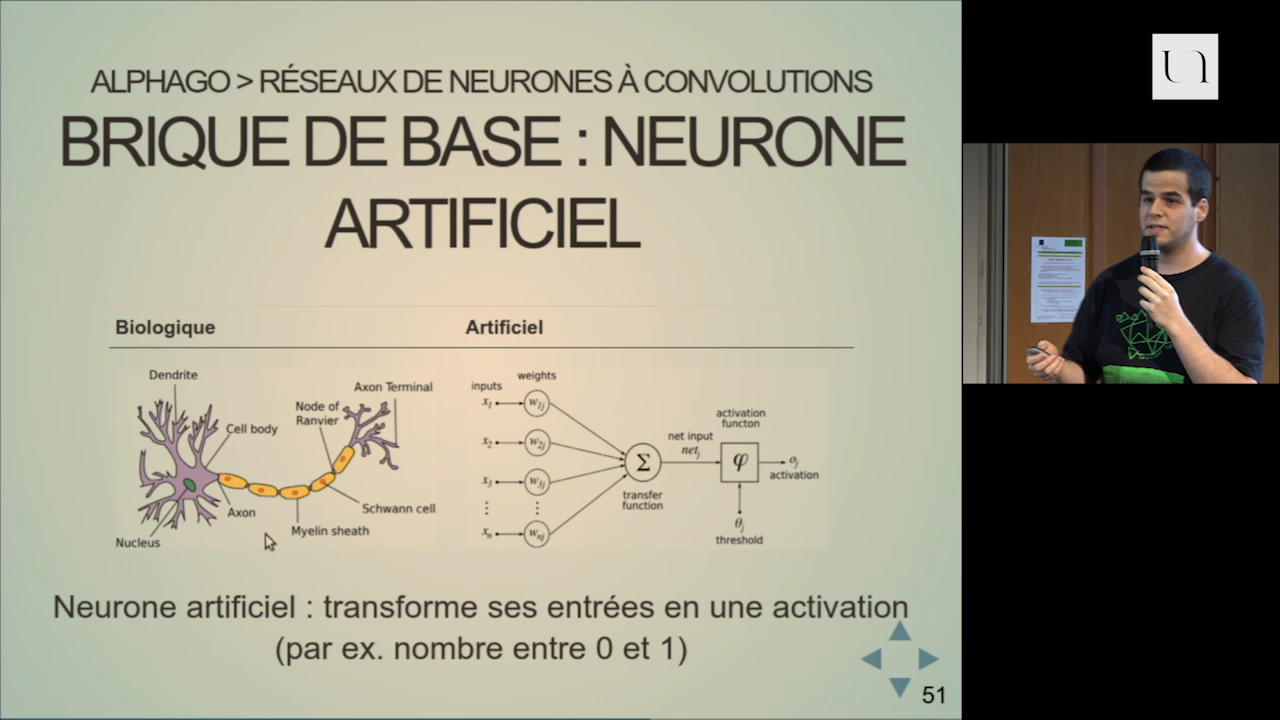 ALPHAGO > RÉSEAUX DE NEURONES À CONVOLUTIONS
BRIQUE DE BASE : NEURONE
ARTIFICIEL
Biologique
Artificiel
Dendrite
Cell body
Node of
Ranvier
Axon Terminal
Axon
Schwann cell
Myelin sheath
Nucleus
inputs
weights
x1
w1j
x2
w2j
x3
w3j
xn
wnj
Σ
transfer
function
net input
netj
activation
functon
φ
oj
activation
θj
threshold
Neurone artificiel : transforme ses entrées en une activation
(par ex. nombre entre 0 et 1)
51